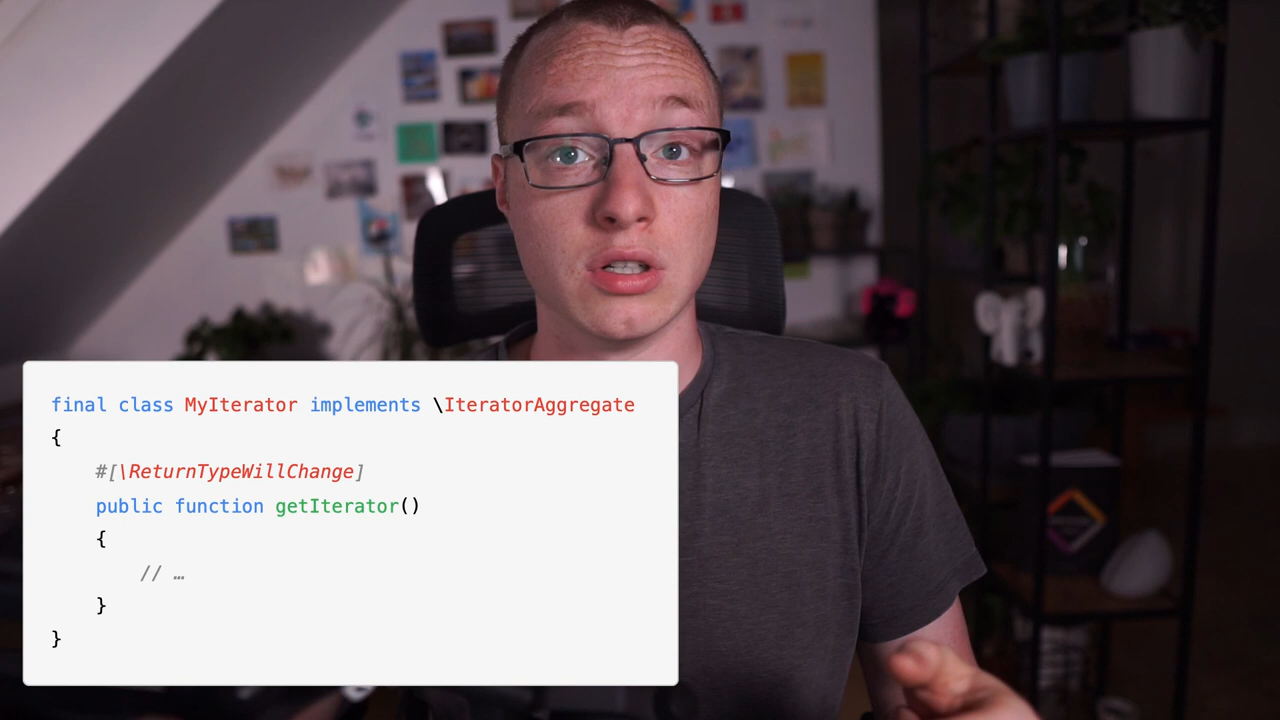 final class MyIterator implements \IteratorAggregate
{
    #[\ReturnTypeWillChange]
    public function getIterator()
    {
        // …
    }
}